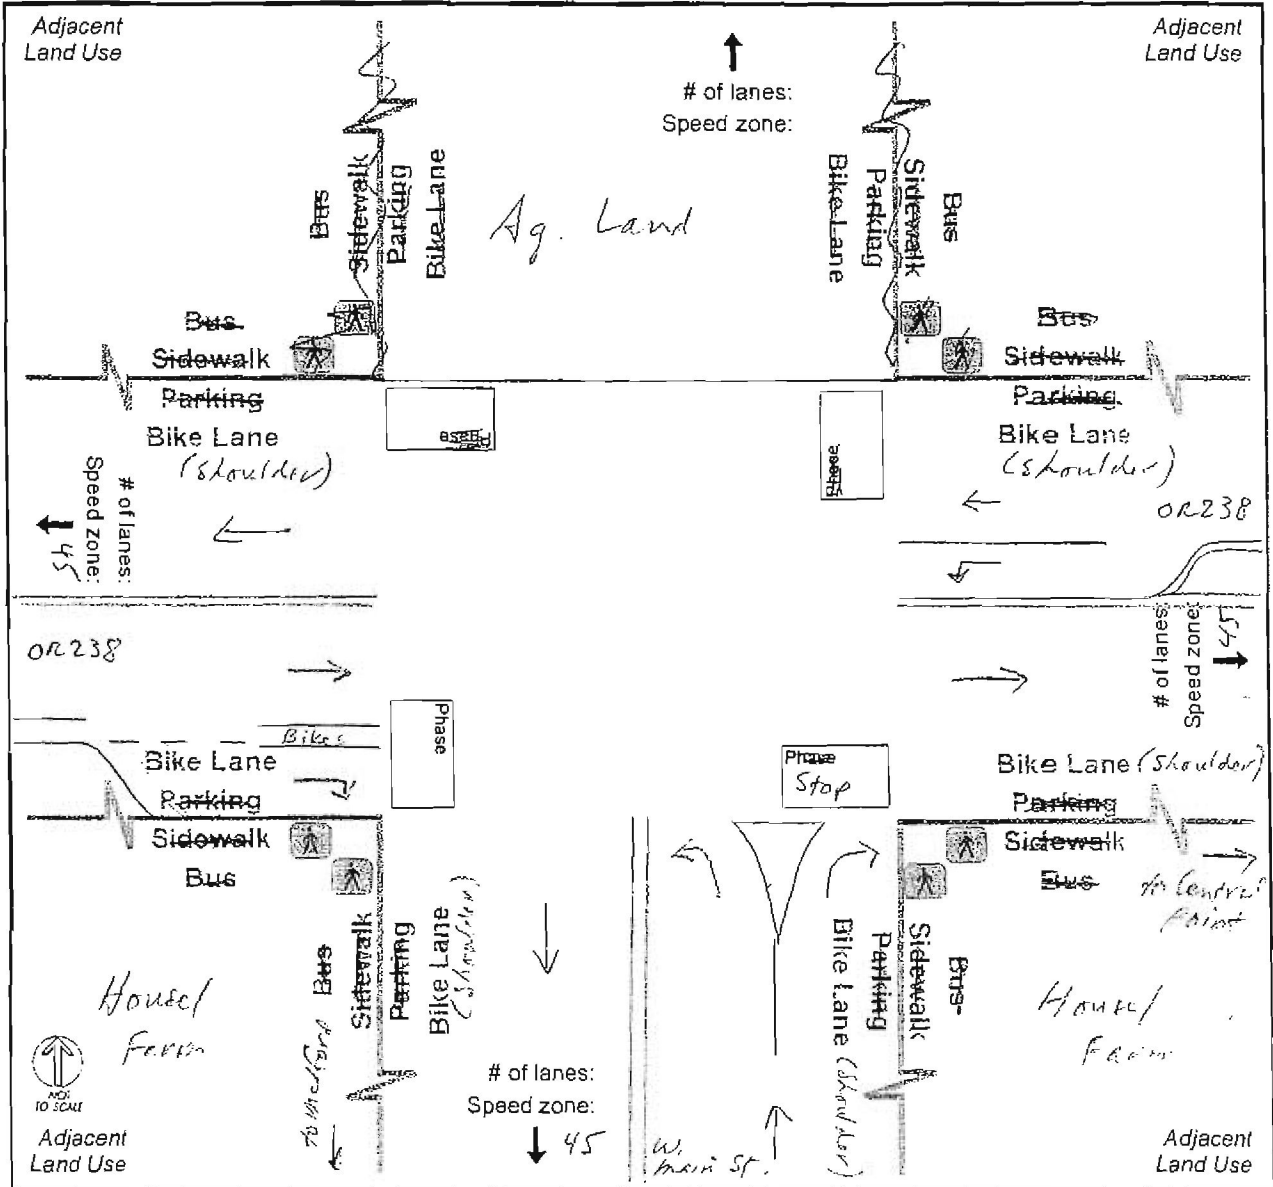 Adjacent
Land Use
Adjacent
Land Use
# of lanes:
Speed zone:
Bus
Sidewalk
Parking
Bike Lane
Ag. Land
Bike Lane
Parking
Sidewalk
Bus
Bus
Sidewalk
Parking
Bike Lane
(shoulder)
Phase
Phase
Bus
Sidewalk
Parking
Bike Lane
(shoulder)
OR238
# of lanes:
Speed zone:
45
OR238
# of lanes:
Speed zone:
45
Bikes
Bike Lane
Parking
Sidewalk
Bus
Phase
Phase
Stop
Bike Lane (shoulder)
Parking
Sidewalk
Bus
to Central
Point
Bus
Sidewalk
Parking
Bike Lane
(shoulder)
Bike Lane (shoulder)
Parking
Sidewalk
Bus
House/
Farm
House/
Farm
NOT
TO SCALE
# of lanes:
Speed zone:
45
W.
Main St.
Adjacent
Land Use
Adjacent
Land Use